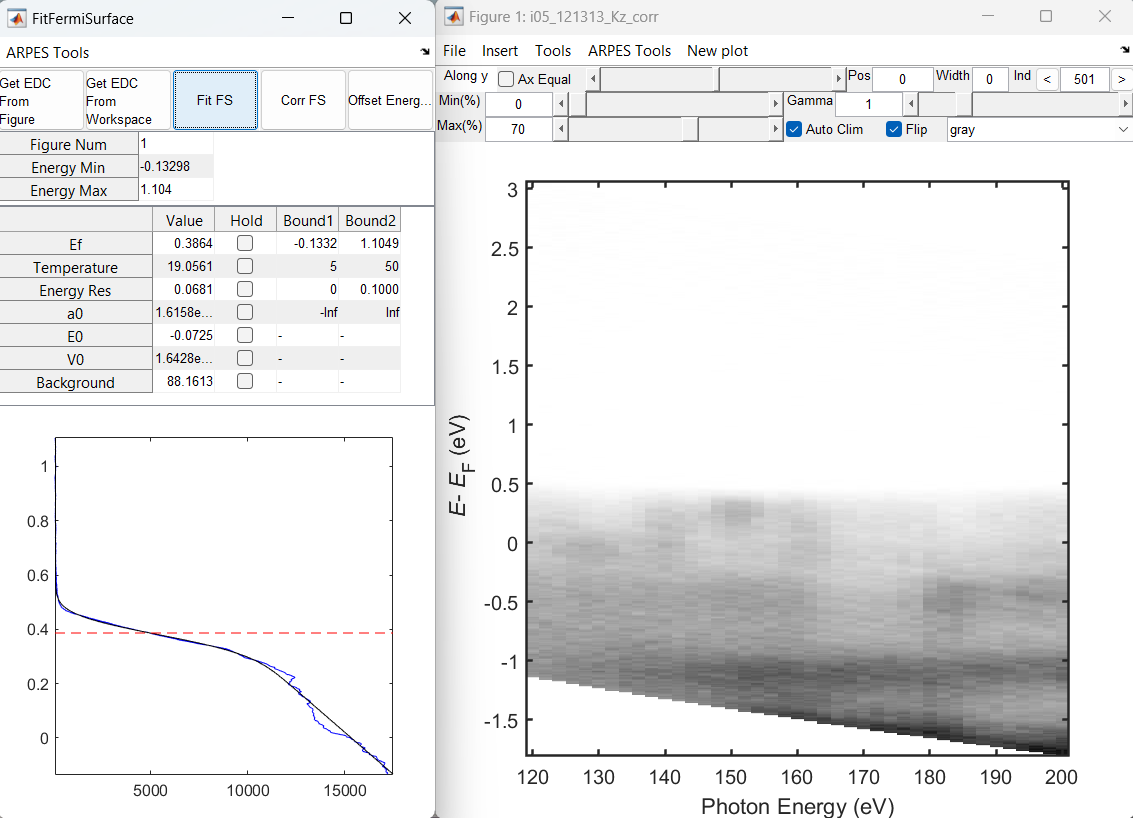 FitFermiSurface
ARPES Tools
Get EDC From Figure
Get EDC From Workspace
Fit FS
Corr FS
Offset Energ...
Figure Num 1
Energy Min -0.13298
Energy Max 1.104
Value Hold Bound1 Bound2
Ef 0.3864 -0.1332 1.1049
Temperature 19.0561 5 50
Energy Res 0.0681 0 0.1000
a0 1.6158e... -Inf Inf
E0 -0.0725 - -
V0 1.6428e... - -
Background 88.1613 - -
1
0.8
0.6
0.4
0.2
0
5000 10000 15000
Figure 1: i05_121313_Kz_corr
File Insert Tools ARPES Tools New plot
Along y Ax Equal Pos 0 Width 0 Ind < 501 >
Min(%) 0 Gamma 1
Max(%) 70 Auto Clim Flip gray
3
2.5
2
1.5
1
0.5
0
-0.5
-1
-1.5
E- EF (eV)
120 130 140 150 160 170 180 190 200
Photon Energy (eV)